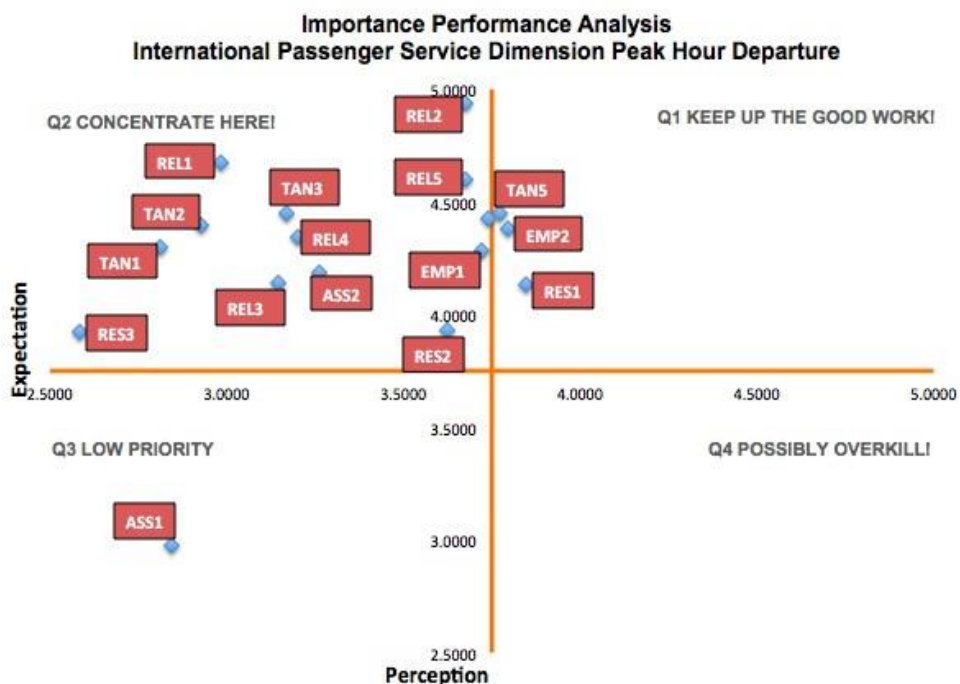 Importance Performance Analysis
International Passenger Service Dimension Peak Hour Departure
5.0000
Q2 CONCENTRATE HERE!
REL2
Q1 KEEP UP THE GOOD WORK!
REL1
REL5
TAN3
TAN5
4.5000
TAN2
REL4
EMP2
TAN1
EMP1
ASS2
RES1
REL3
4.0000
RES3
RES2
Expectation
2.5000 3.0000 3.5000 4.0000 4.5000 5.0000
3.5000
Q3 LOW PRIORITY
Q4 POSSIBLY OVERKILL!
ASS1
3.0000
2.5000
Perception